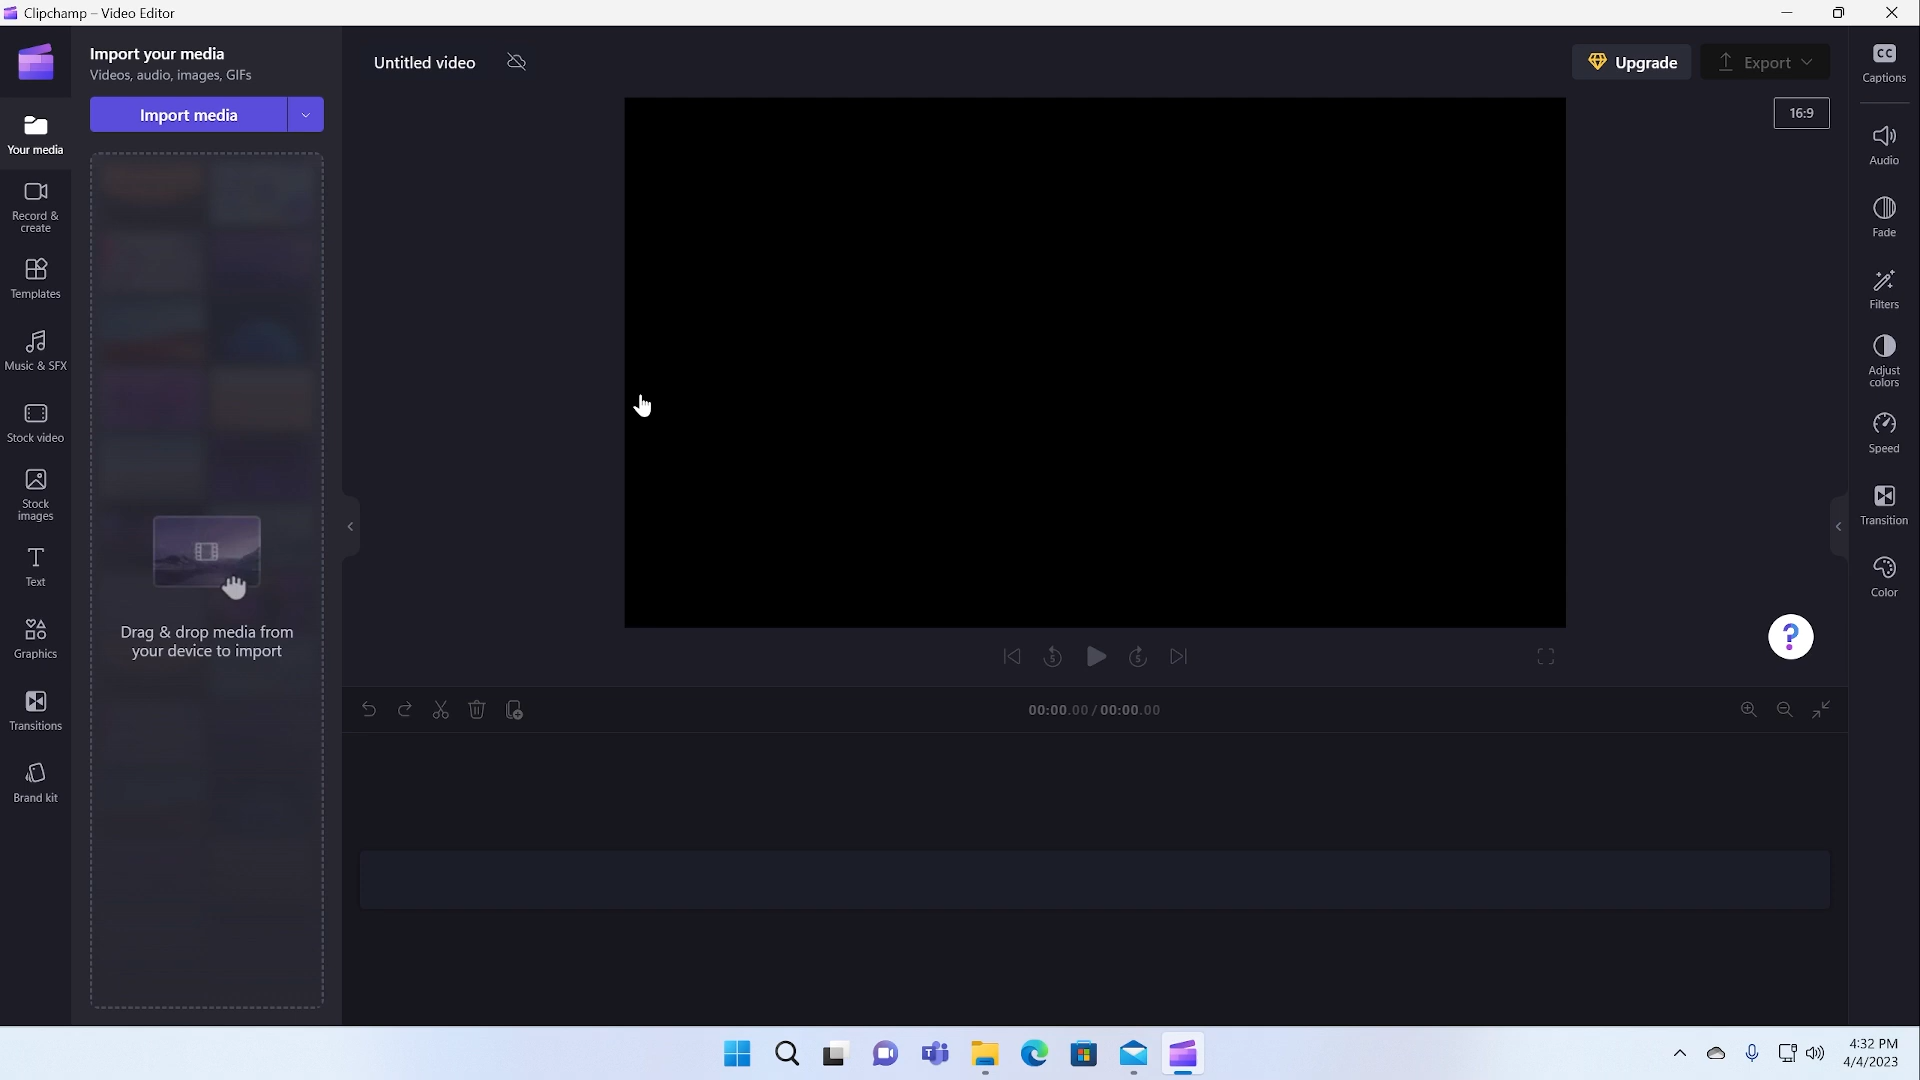 Clipchamp – Video Editor
Import your media
Videos, audio, images, GIFs
Import media
Your media
Record &
create
Templates
Music & SFX
Stock video
Stock
images
Text
Graphics
Transitions
Brand kit
Drag & drop media from
your device to import
Untitled video
Upgrade
Export
16:9
5
5
?
00:00.00 / 00:00.00
CC
Captions
Audio
Fade
Filters
Adjust
colors
Speed
Transition
Color
4:32 PM
4/4/2023